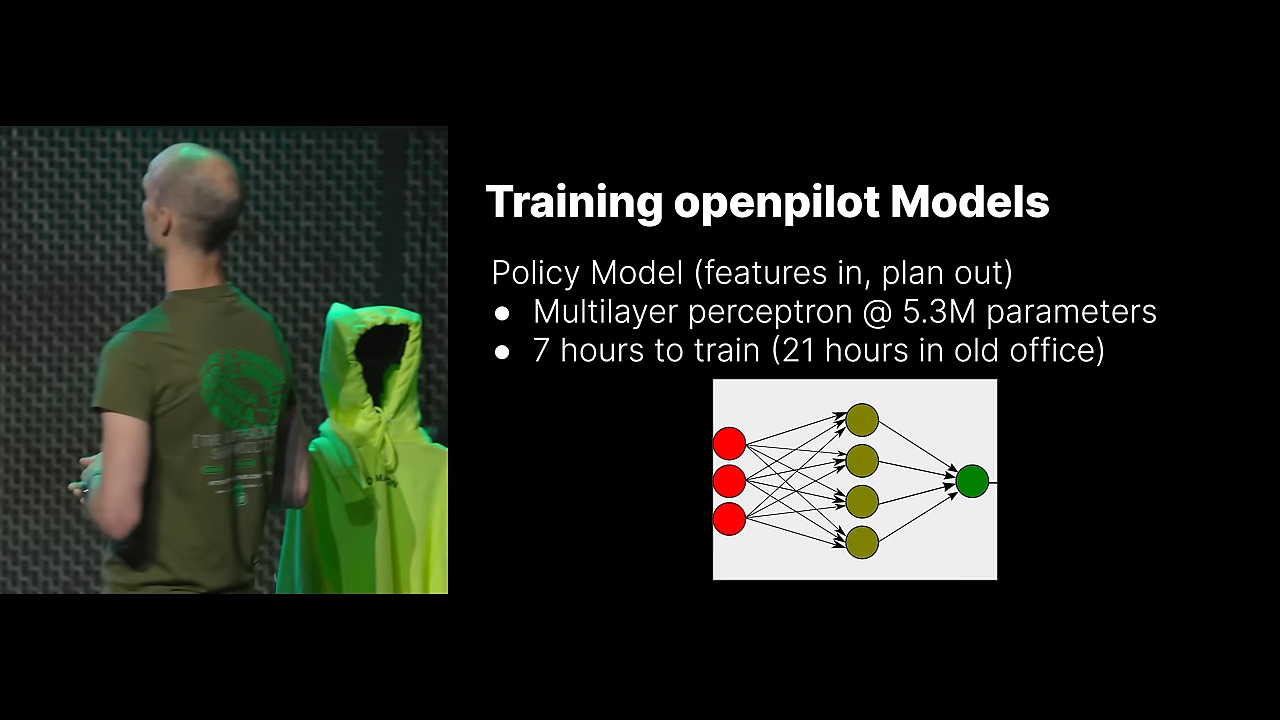 Training openpilot Models
Policy Model (features in, plan out)
● Multilayer perceptron @ 5.3M parameters
● 7 hours to train (21 hours in old office)